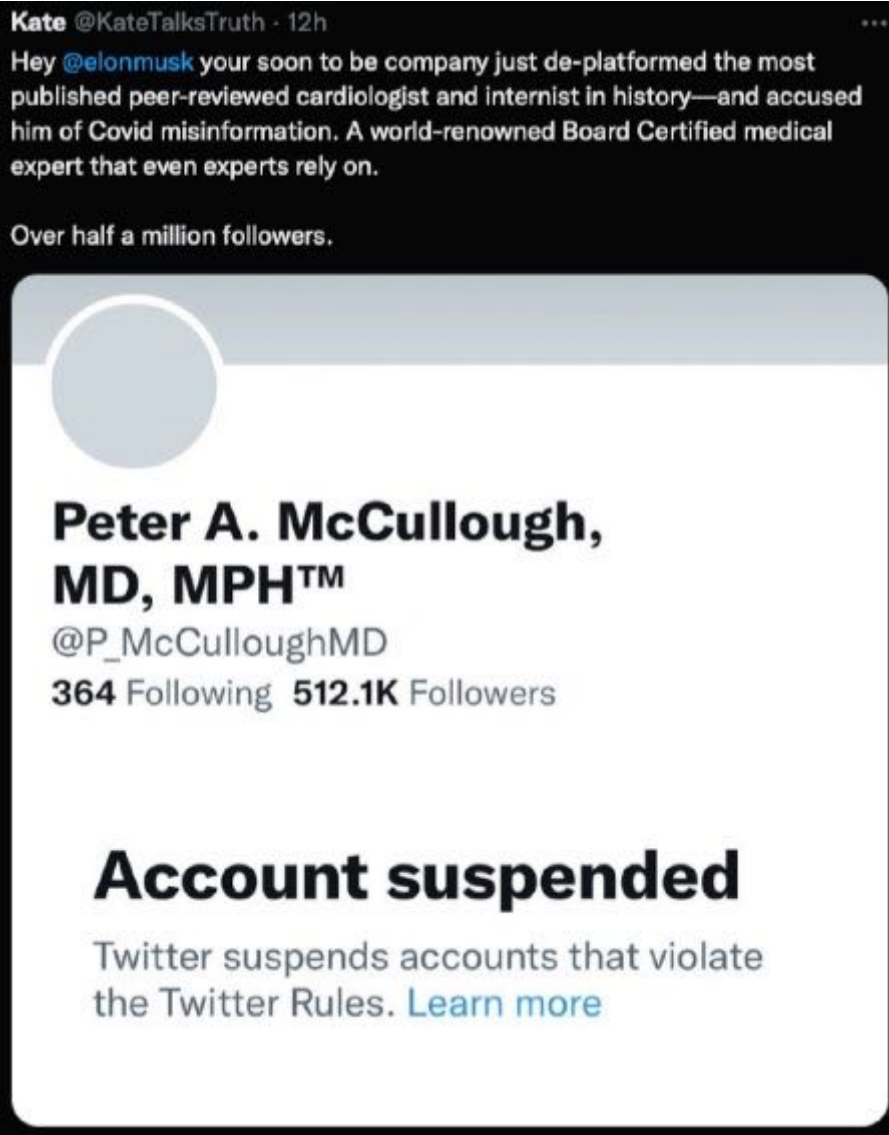 Kate @KateTalksTruth · 12h
Hey @elonmusk your soon to be company just de-platformed the most
published peer-reviewed cardiologist and internist in history—and accused
him of Covid misinformation. A world-renowned Board Certified medical
expert that even experts rely on.
Over half a million followers.
Peter A. McCullough,
MD, MPH™
@P_McCulloughMD
364 Following 512.1K Followers
Account suspended
Twitter suspends accounts that violate
the Twitter Rules. Learn more